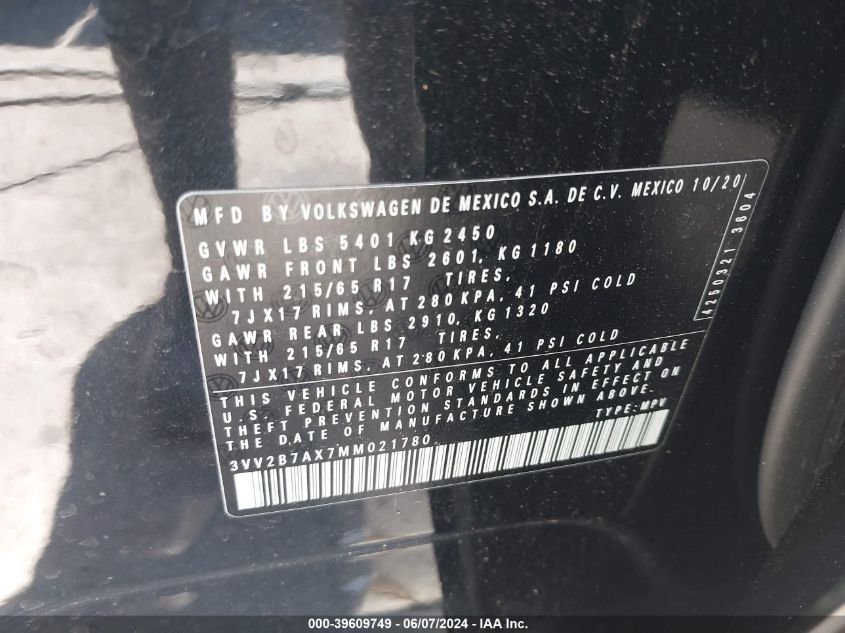 MFD BY VOLKSWAGEN DE MEXICO S.A. DE C.V. MEXICO 10/20
GVWR LBS 5401 KG 2450
GAWR FRONT LBS 2601, KG 1180
WITH 215/65 R17 TIRES,
7JX17 RIMS, AT 280 KPA, 41 PSI COLD
GAWR REAR LBS 2910, KG 1320
WITH 215/65 R17 TIRES,
7JX17 RIMS, AT 280 KPA, 41 PSI COLD
THIS VEHICLE CONFORMS TO ALL APPLICABLE
U.S. FEDERAL MOTOR VEHICLE SAFETY AND
THEFT PREVENTION STANDARDS IN EFFECT ON
THE DATE OF MANUFACTURE SHOWN ABOVE.
TYPE: MPV
3VV2B7AX7MM021780
4250321 3604
000-39609749 - 06/07/2024 - IAA Inc.